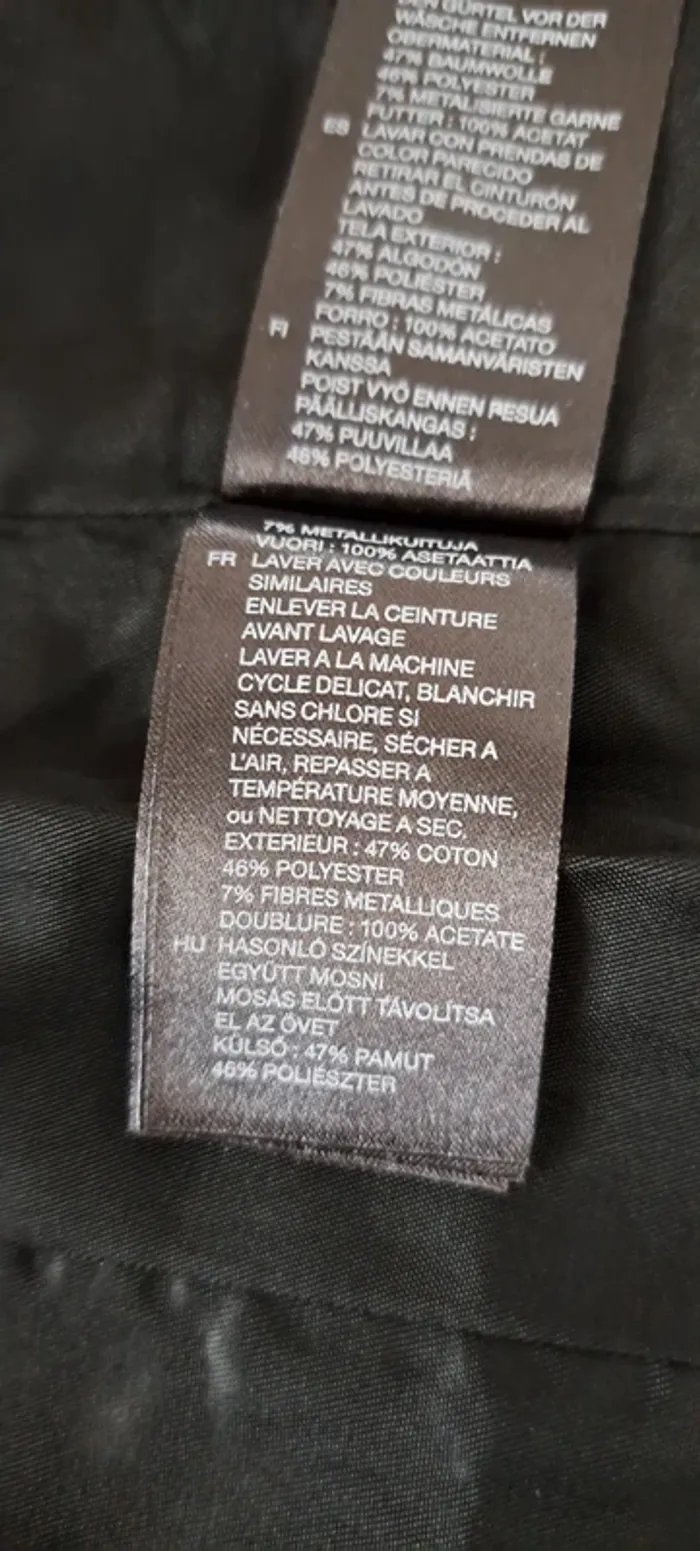 DEN GÜRTEL VOR DER
WÄSCHE ENTFERNEN
OBERMATERIAL :
47% BAUMWOLLE
46% POLYESTER
7% METALISIERTE GARNE
FUTTER : 100% ACETAT
ES LAVAR CON PRENDAS DE
COLOR PARECIDO
RETIRAR EL CINTURÓN
ANTES DE PROCEDER AL
LAVADO
TELA EXTERIOR :
47% ALGODÓN
46% POLIÉSTER
7% FIBRAS METÁLICAS
FORRO : 100% ACETATO
FI PESTÄÄN SAMANVÄRISTEN
KANSSA
POIST VYÖ ENNEN PESUA
PÄÄLLISKANGAS :
47% PUUVILLAA
46% POLYESTERIÄ
7% METALLIKUITUJA
VUORI : 100% ASETAATTIA
FR LAVER AVEC COULEURS
SIMILAIRES
ENLEVER LA CEINTURE
AVANT LAVAGE
LAVER A LA MACHINE
CYCLE DELICAT, BLANCHIR
SANS CHLORE SI
NÉCESSAIRE, SÉCHER A
L'AIR, REPASSER A
TEMPÉRATURE MOYENNE,
ou NETTOYAGE A SEC.
EXTERIEUR : 47% COTON
46% POLYESTER
7% FIBRES METALLIQUES
DOUBLURE : 100% ACETATE
HU HASONLÓ SZÍNEKKEL
EGYÜTT MOSNI
MOSÁS ELŐTT TÁVOLÍTSA
EL AZ ÖVET
KÜLSŐ : 47% PAMUT
46% POLIÉSZTER